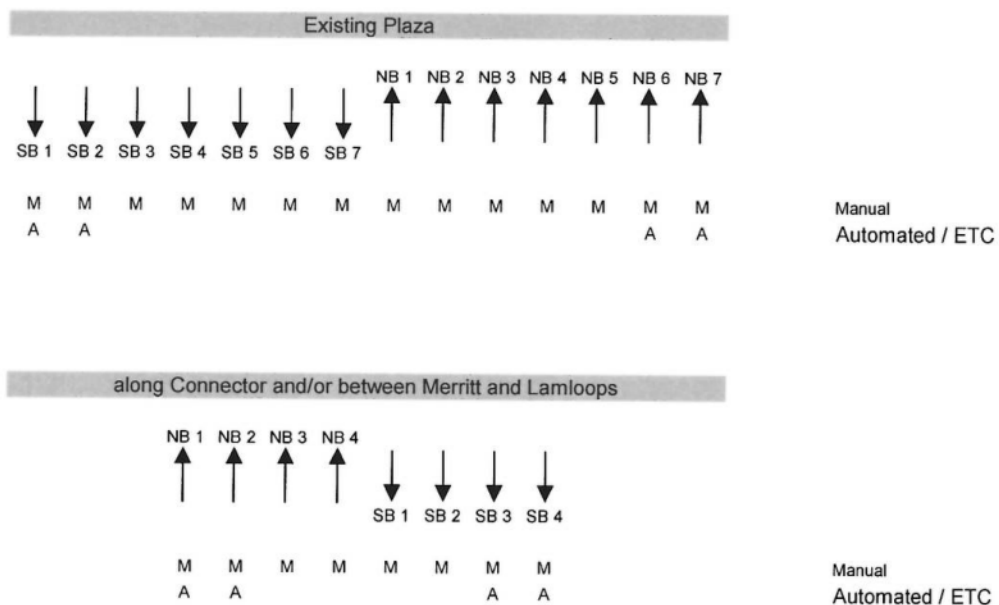 Existing Plaza
NB 1 NB 2 NB 3 NB 4 NB 5 NB 6 NB 7
SB 1 SB 2 SB 3 SB 4 SB 5 SB 6 SB 7
M M M M M M M M M M M M M M Manual
A A A A Automated / ETC
along Connector and/or between Merritt and Lamloops
NB 1 NB 2 NB 3 NB 4
SB 1 SB 2 SB 3 SB 4
M M M M M M M M Manual
A A A A Automated / ETC